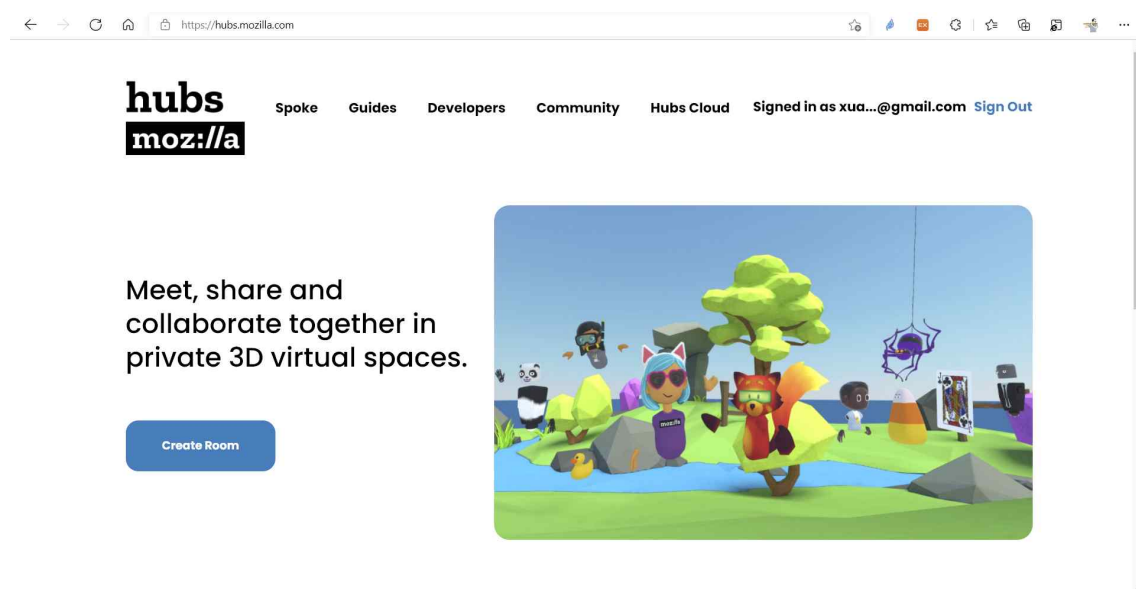 https://hubs.mozilla.com
hubs
moz://a
Spoke Guides Developers Community Hubs Cloud Signed in as xua...@gmail.com Sign Out
Meet, share and
collaborate together in
private 3D virtual spaces.
Create Room
mozilla